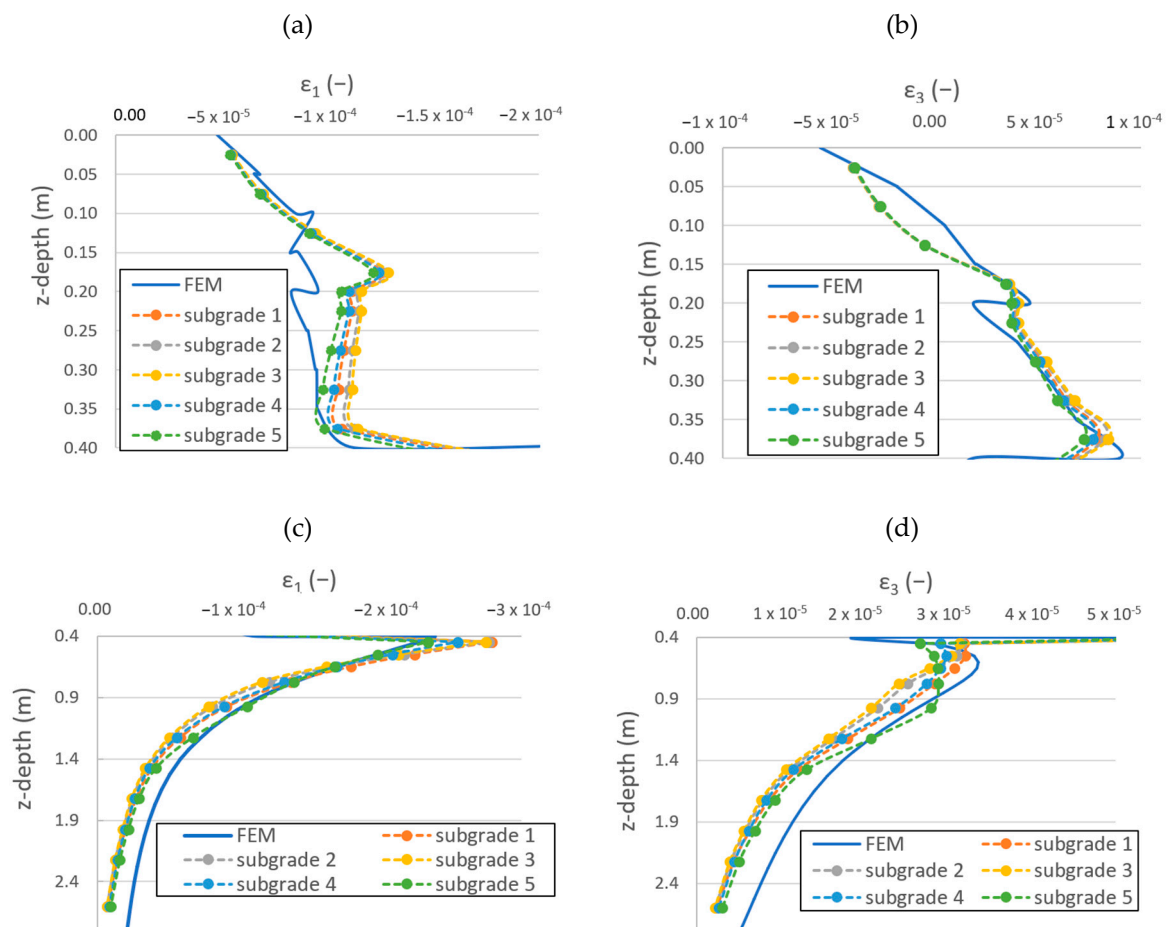 (a)
(b)
ε1 (−)
0.00 −5 x 10−5 −1 x 10−4 −1.5 x 10−4 −2 x 10−4
z-depth (m)
0.00
0.05
0.10
0.15
0.20
0.25
0.30
0.35
0.40
FEM
subgrade 1
subgrade 2
subgrade 3
subgrade 4
subgrade 5
ε3 (−)
−1 x 10−4 −5 x 10−5 0.00 5 x 10−5 1 x 10−4
z-depth (m)
0.00
0.05
0.10
0.15
0.20
0.25
0.30
0.35
0.40
FEM
subgrade 1
subgrade 2
subgrade 3
subgrade 4
subgrade 5
(c)
(d)
ε1 (−)
0.00 −1 x 10−4 −2 x 10−4 −3 x 10−4
z-depth (m)
0.4
0.9
1.4
1.9
2.4
FEM subgrade 1
subgrade 2 subgrade 3
subgrade 4 subgrade 5
ε3 (−)
0.00 1 x 10−5 2 x 10−5 3 x 10−5 4 x 10−5 5 x 10−5
z-depth (m)
0.4
0.9
1.4
1.9
2.4
FEM subgrade 1
subgrade 2 subgrade 3
subgrade 4 subgrade 5